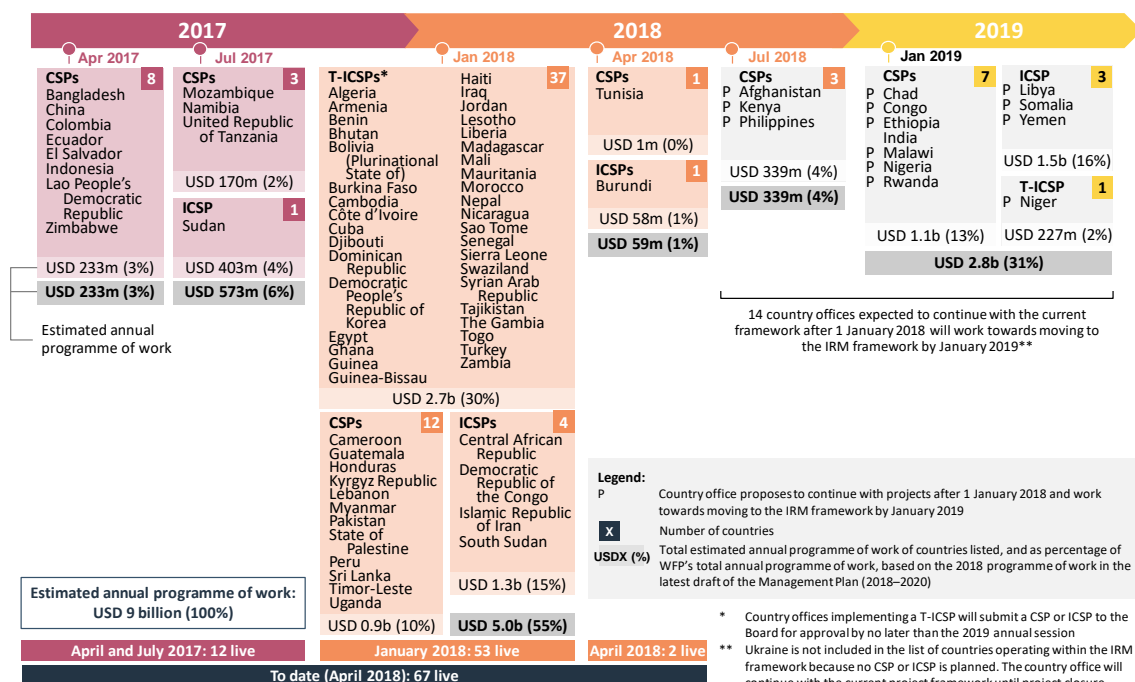 2017
2018
2019
Apr 2017
Jul 2017
Jan 2018
Apr 2018
Jul 2018
Jan 2019
CSPs
8
Bangladesh
China
Colombia
Ecuador
El Salvador
Indonesia
Lao People's
Democratic
Republic
Zimbabwe
USD 233m (3%)
USD 233m (3%)
Estimated annual
programme of work
CSPs
3
Mozambique
Namibia
United Republic
of Tanzania
USD 170m (2%)
ICSP
1
Sudan
USD 403m (4%)
USD 573m (6%)
T-ICSPs*
37
Algeria
Armenia
Benin
Bhutan
Bolivia
(Plurinational
State of)
Burkina Faso
Cambodia
Côte d'Ivoire
Cuba
Djibouti
Dominican
Republic
Democratic
People's
Republic of
Korea
Egypt
Ghana
Guinea
Guinea-Bissau
Haiti
Iraq
Jordan
Lesotho
Liberia
Madagascar
Mali
Mauritania
Morocco
Nepal
Nicaragua
Sao Tome
Senegal
Sierra Leone
Swaziland
Syrian Arab
Republic
Tajikistan
The Gambia
Togo
Turkey
Zambia
USD 2.7b (30%)
CSPs
12
Cameroon
Guatemala
Honduras
Kyrgyz Republic
Lebanon
Myanmar
Pakistan
State of
Palestine
Peru
Sri Lanka
Timor-Leste
Uganda
USD 0.9b (10%)
ICSPs
4
Central African
Republic
Democratic
Republic of
the Congo
Islamic Republic
of Iran
South Sudan
USD 1.3b (15%)
USD 5.0b (55%)
CSPs
1
Tunisia
USD 1m (0%)
ICSPs
1
Burundi
USD 58m (1%)
USD 59m (1%)
CSPs
3
P Afghanistan
P Kenya
P Philippines
USD 339m (4%)
USD 339m (4%)
CSPs
7
P Chad
P Congo
P Ethiopia
India
P Malawi
P Nigeria
P Rwanda
USD 1.1b (13%)
ICSP
3
P Libya
P Somalia
P Yemen
USD 1.5b (16%)
T-ICSP
1
P Niger
USD 227m (2%)
USD 2.8b (31%)
14 country offices expected to continue with the current
framework after 1 January 2018 will work towards moving to
the IRM framework by January 2019**
Legend:
P Country office proposes to continue with projects after 1 January 2018 and work
towards moving to the IRM framework by January 2019
X Number of countries
USDX (%) Total estimated annual programme of work of countries listed, and as percentage of
WFP's total annual programme of work, based on the 2018 programme of work in the
latest draft of the Management Plan (2018–2020)
Estimated annual programme of work:
USD 9 billion (100%)
April and July 2017: 12 live
January 2018: 53 live
April 2018: 2 live
To date (April 2018): 67 live
* Country offices implementing a T-ICSP will submit a CSP or ICSP to the
Board for approval by no later than the 2019 annual session
** Ukraine is not included in the list of countries operating within the IRM
framework because no CSP or ICSP is planned. The country office will
continue with the current project framework until project closure